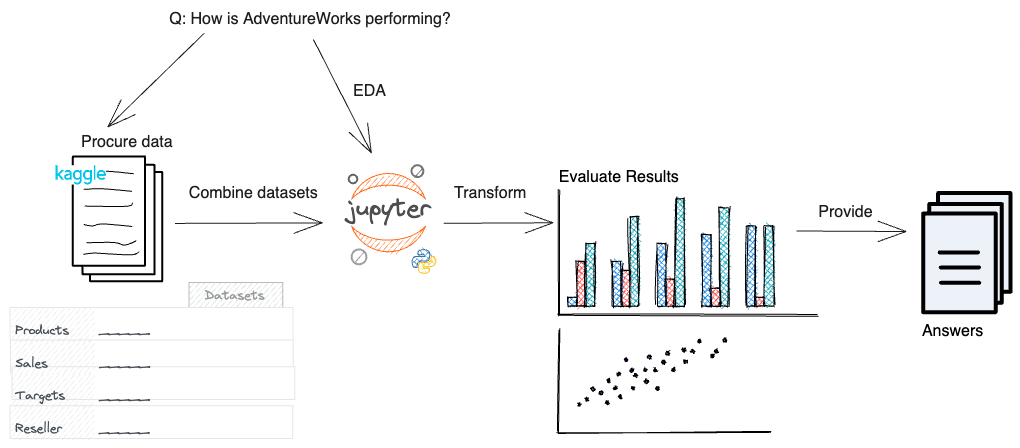 Q: How is AdventureWorks performing?
EDA
Procure data
kaggle
Combine datasets
jupyter
Transform
Evaluate Results
Provide
Answers
Datasets
Products
Sales
Targets
Reseller